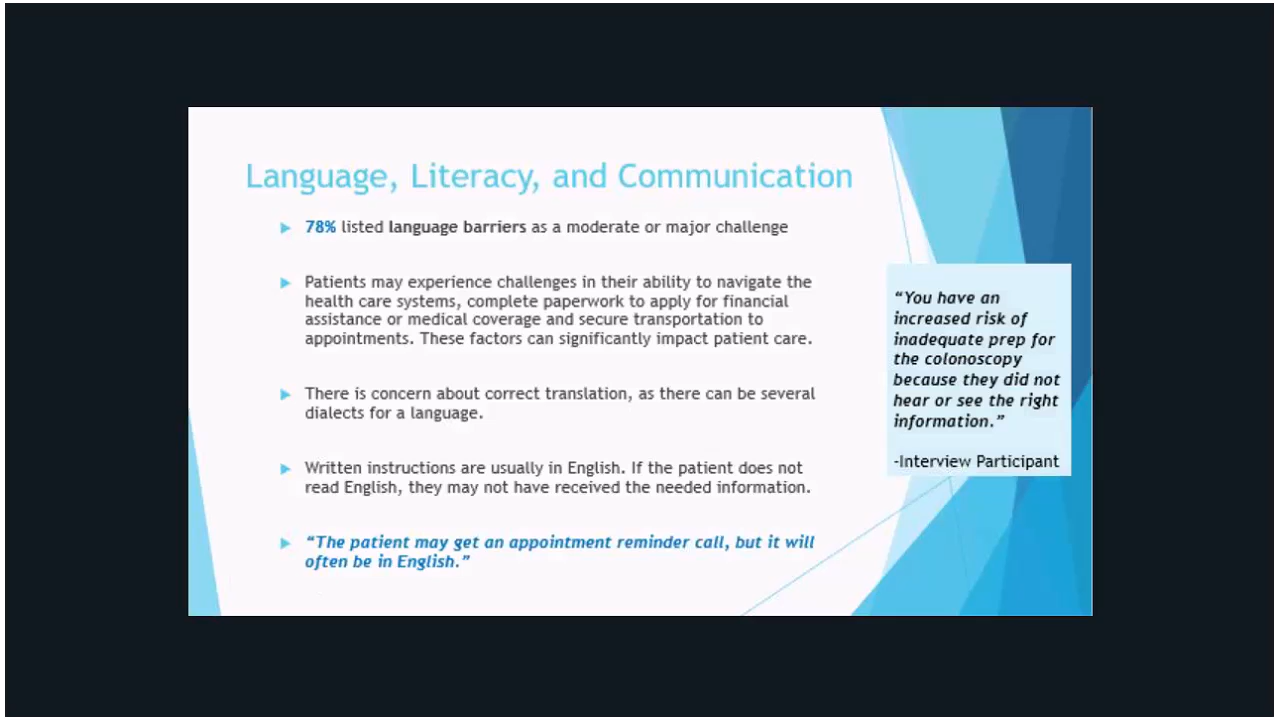 Language, Literacy, and Communication
78% listed language barriers as a moderate or major challenge
Patients may experience challenges in their ability to navigate the
health care systems, complete paperwork to apply for financial
assistance or medical coverage and secure transportation to
appointments. These factors can significantly impact patient care.
There is concern about correct translation, as there can be several
dialects for a language.
Written instructions are usually in English. If the patient does not
read English, they may not have received the needed information.
“The patient may get an appointment reminder call, but it will
often be in English.”
“You have an
increased risk of
inadequate prep for
the colonoscopy
because they did not
hear or see the right
information.”
-Interview Participant